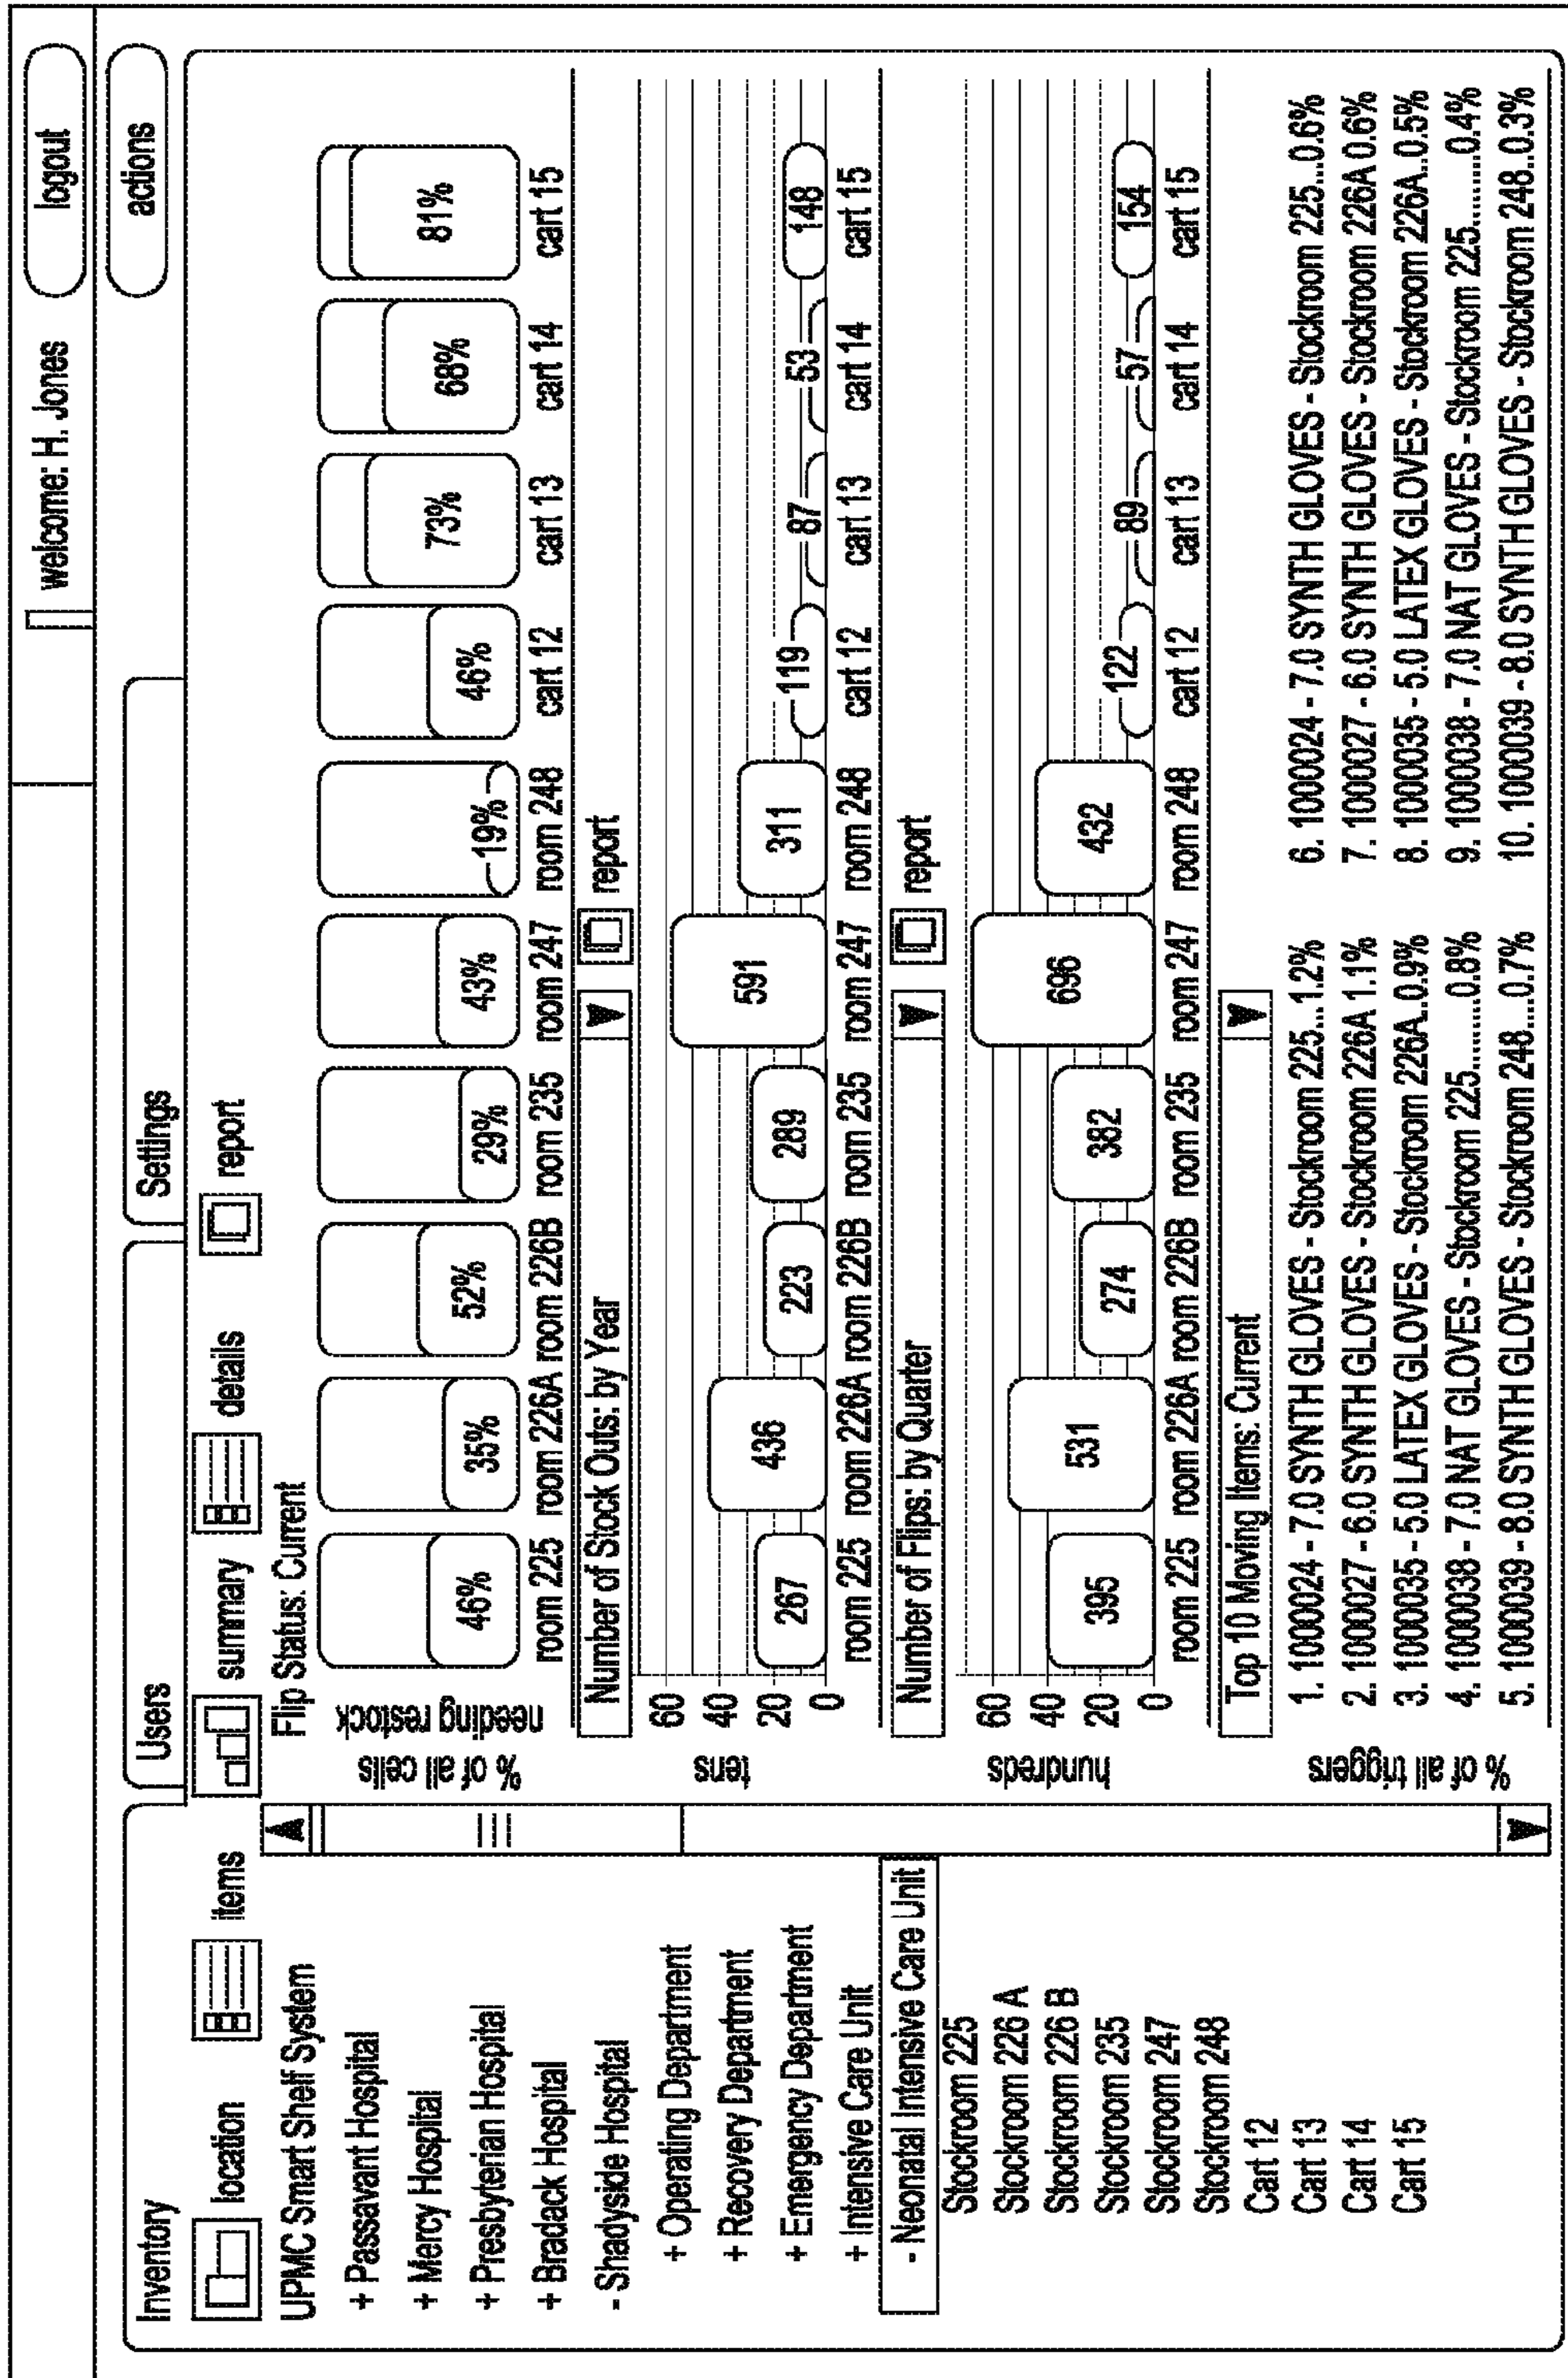 welcome: H. Jones
logout
Inventory
Users
Settings
actions
location
items
summary
details
report
UPMC Smart Shelf System
+ Passavant Hospital
+ Mercy Hospital
+ Presbyterian Hospital
+ Bradack Hospital
- Shadyside Hospital
+ Operating Department
+ Recovery Department
+ Emergency Department
+ Intensive Care Unit
- Neonatal Intensive Care Unit
Stockroom 225
Stockroom 226 A
Stockroom 226 B
Stockroom 235
Stockroom 247
Stockroom 248
Cart 12
Cart 13
Cart 14
Cart 15
Flip Status: Current
% of all cells
needing restock
46% 35% 52% 29% 43% 19% 46% 73% 68% 81%
room 225 room 226A room 226B room 235 room 247 room 248 cart 12 cart 13 cart 14 cart 15
Number of Stock Outs: by Year
report
tens
60
40
20
0
267 436 223 289 591 311 119 87 53 148
room 225 room 226A room 226B room 235 room 247 room 248 cart 12 cart 13 cart 14 cart 15
Number of Flips: by Quarter
report
hundreds
60
40
20
0
395 531 274 382 696 432 122 89 57 154
room 225 room 226A room 226B room 235 room 247 room 248 cart 12 cart 13 cart 14 cart 15
Top 10 Moving Items: Current
% of all triggers
1. 1000024 - 7.0 SYNTH GLOVES - Stockroom 225... 1.2%
2. 1000027 - 6.0 SYNTH GLOVES - Stockroom 226A 1.1%
3. 1000035 - 5.0 LATEX GLOVES - Stockroom 226A..0.9%
4. 1000038 - 7.0 NAT GLOVES - Stockroom 225.........0.8%
5. 1000039 - 8.0 SYNTH GLOVES - Stockroom 248....0.7%
6. 1000024 - 7.0 SYNTH GLOVES - Stockroom 225...0.6%
7. 1000027 - 6.0 SYNTH GLOVES - Stockroom 226A 0.6%
8. 1000035 - 5.0 LATEX GLOVES - Stockroom 226A..0.5%
9. 1000038 - 7.0 NAT GLOVES - Stockroom 225.........0.4%
10. 100039 - 8.0 SYNTH GLOVES - Stockroom 248..0.3%